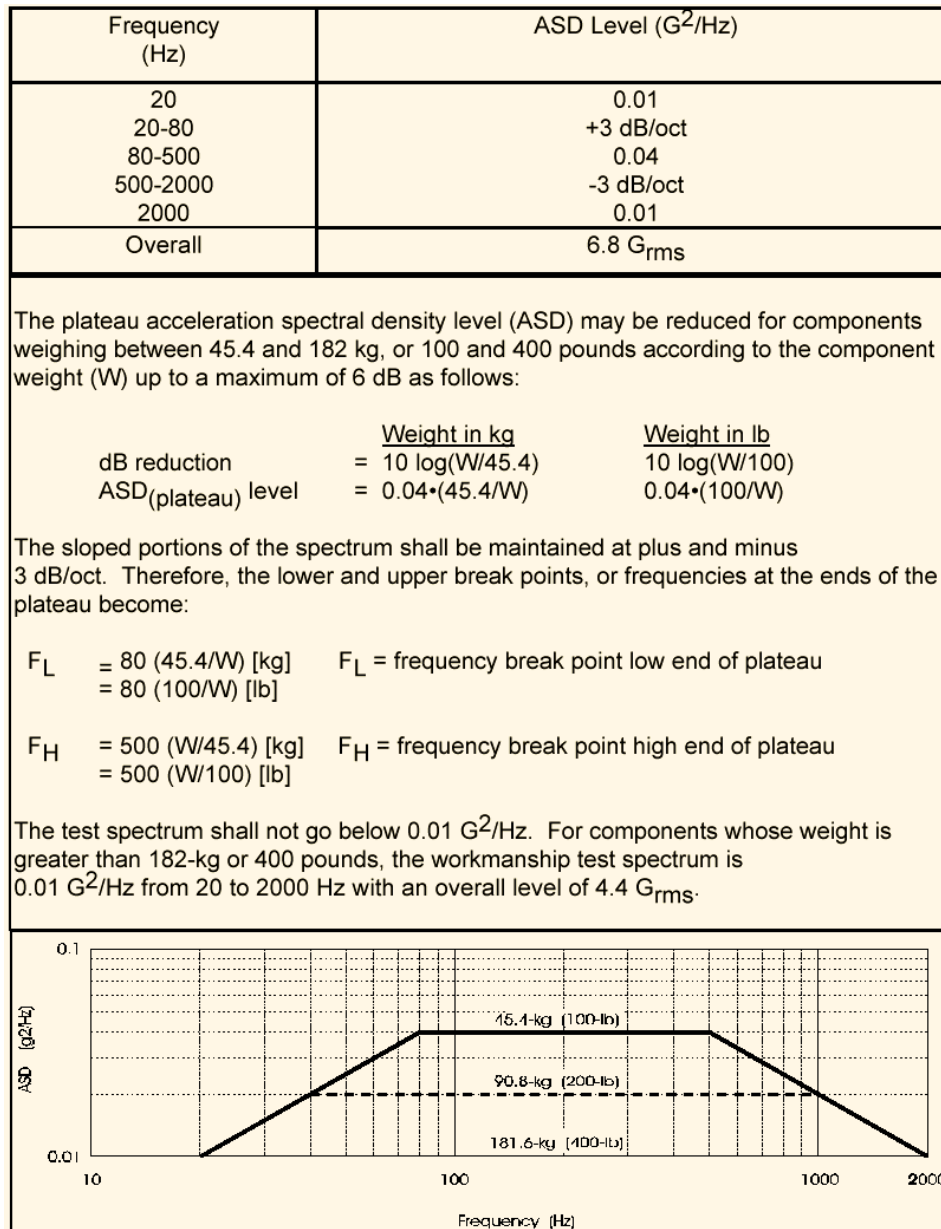 Frequency
(Hz)
ASD Level (G2/Hz)
20
0.01
20-80
+3 dB/oct
80-500
0.04
500-2000
-3 dB/oct
2000
0.01
Overall
6.8 Grms
The plateau acceleration spectral density level (ASD) may be reduced for components
weighing between 45.4 and 182 kg, or 100 and 400 pounds according to the component
weight (W) up to a maximum of 6 dB as follows:
Weight in kg Weight in lb
dB reduction = 10 log(W/45.4) 10 log(W/100)
ASD(plateau) level = 0.04•(45.4/W) 0.04•(100/W)
The sloped portions of the spectrum shall be maintained at plus and minus
3 dB/oct. Therefore, the lower and upper break points, or frequencies at the ends of the
plateau become:
FL = 80 (45.4/W) [kg] FL = frequency break point low end of plateau
= 80 (100/W) [lb]
FH = 500 (W/45.4) [kg] FH = frequency break point high end of plateau
= 500 (W/100) [lb]
The test spectrum shall not go below 0.01 G2/Hz. For components whose weight is
greater than 182-kg or 400 pounds, the workmanship test spectrum is
0.01 G2/Hz from 20 to 2000 Hz with an overall level of 4.4 Grms.
0.1
ASD (g2/Hz)
45.4-kg (100-lb)
90.8-kg (200-lb)
181.6-kg (400-lb)
0.01
10 100 1000 2000
Frequency (Hz)